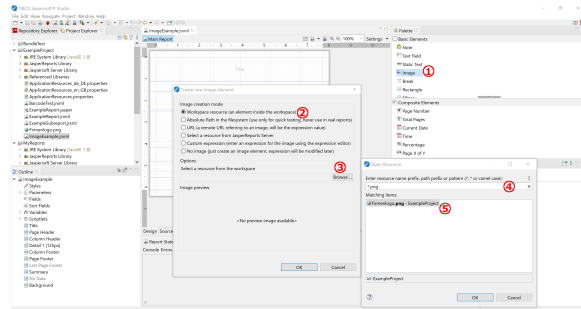 TIBCO Jaspersoft® Studio
File Edit View Navigate Project Window Help
Repository Explorer Project Explorer
BundleTest
ExampleProject
JRE System Library [JavaSE-1.8]
JasperReports Library
Jaspersoft Server Library
Referenced Libraries
ApplicationResources_de_DE.properties
ApplicationResources_en_GB.properties
ApplicationResources.properties
BarcodeTest.jrxml
ExampleReport.jasper
ExampleReport.jrxml
ExampleSubreport.jrxml
Firmenlogo.png
ImageExample.jrxml
MyReports
JRE System Library [JavaSE-1.8]
JasperReports Library
Jaspersoft Server Library
Outline
ImageExample
Styles
Parameters
Fields
Sort Fields
Variables
Scriptlets
Title
Page Header
Column Header
Detail 1 [125px]
Column Footer
Page Footer
Last Page Footer
Summary
No Data
Background
ImageExample.jrxml
Main Report
100%
Settings
Title
Design Source
Report State
Console Errors
Create new image element
Image creation mode
Workspace resource (an element inside the workspace) ②
Absolute Path in the filesystem (use only for quick testing, never use in real reports)
URL (a remote URL referring to an image; will be the expression value)
Select a resource from JasperReports Server
Custom expression (enter an expression for the image using the expression editor)
No image (just create an image element, expression will be modified later)
Options
③
Select a resource from the workspace
Browse...
Image preview
<No preview image available>
OK Cancel
Palette
Basic Elements
Note
Text Field
Static Text
Image ①
Break
Rectangle
Composite Elements
Page Number
Total Pages
Current Date
Time
Percentage
Page X of Y
Open Resource
Enter resource name prefix, path prefix or pattern (?, * or camel case):
*.png ④
Matching items:
Firmenlogo.png - ExampleProject
⑤
ExampleProject
OK Cancel